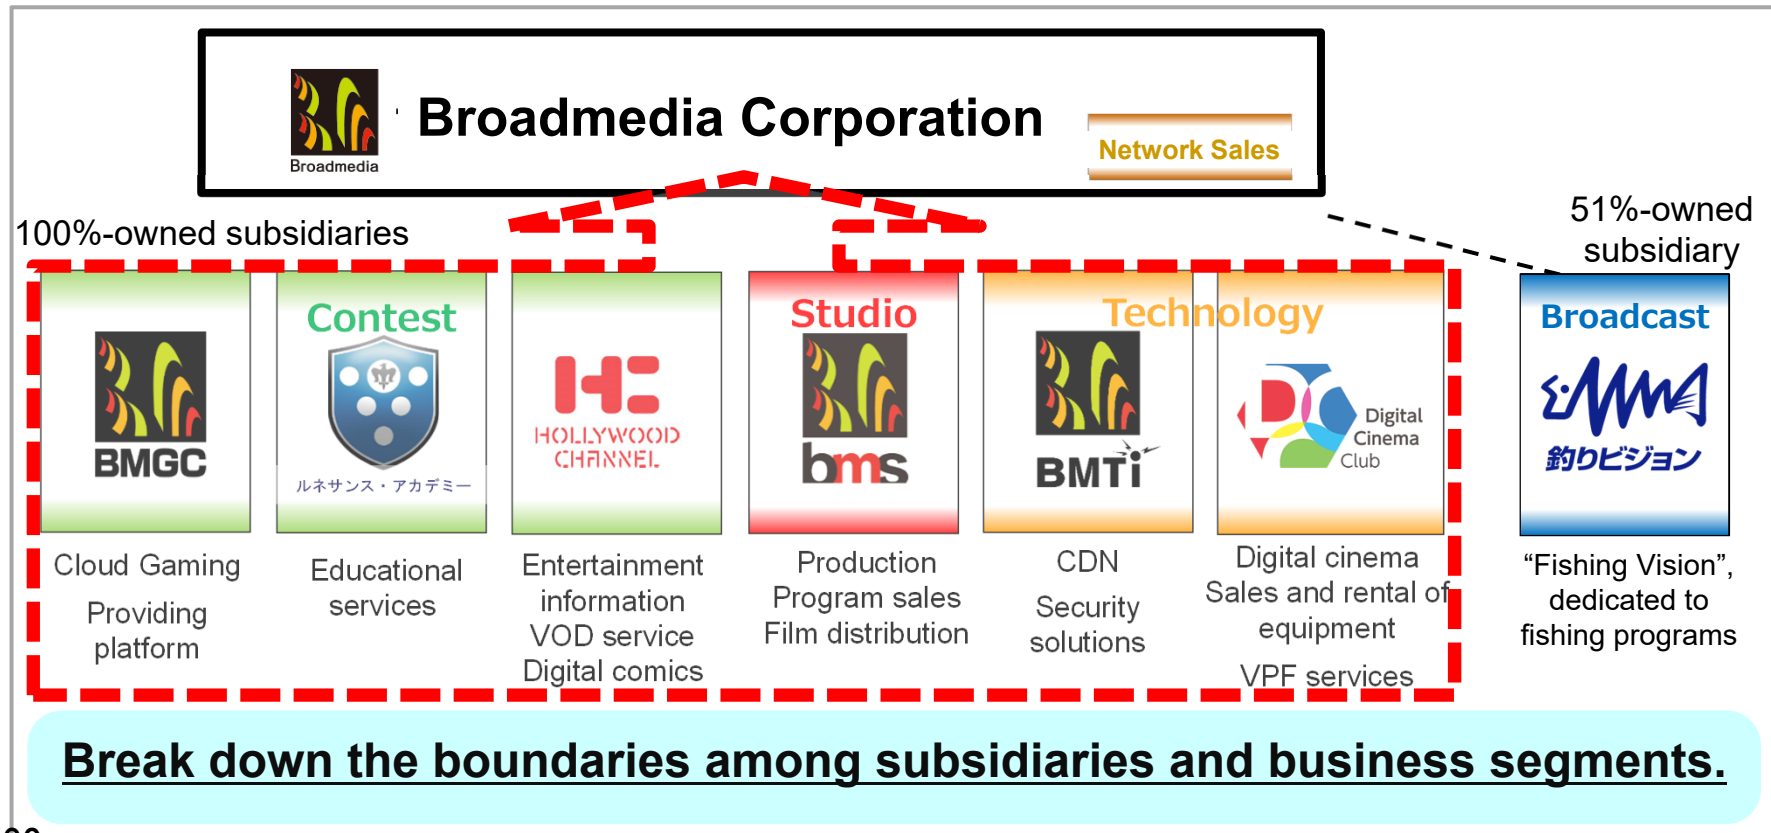 Broadmedia
Broadmedia Corporation
Network Sales
100%-owned subsidiaries
51%-owned
subsidiary
BMGC
Cloud Gaming
Providing
platform
Contest
ルネサンス・アカデミー
Educational
services
HOLLYWOOD
CHANNEL
Entertainment
information
VOD service
Digital comics
Studio
bms
Production
Program sales
Film distribution
Technology
BMTi
CDN
Security
solutions
Digital
Cinema
Club
Digital cinema
Sales and rental of
equipment
VPF services
Broadcast
釣りビジョン
“Fishing Vision”,
dedicated to
fishing programs
Break down the boundaries among subsidiaries and business segments.